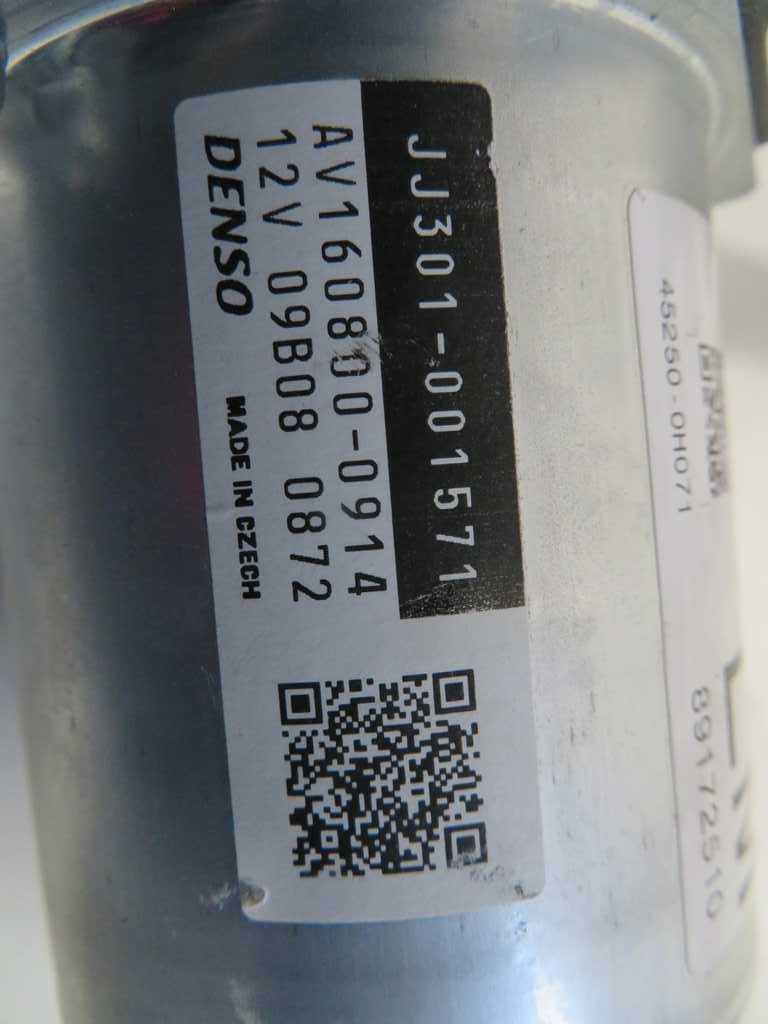 JJ301-001571
AV160800-0914
12V 09B08 0872
DENSO MADE IN CZECH
45250-0H071
89172510